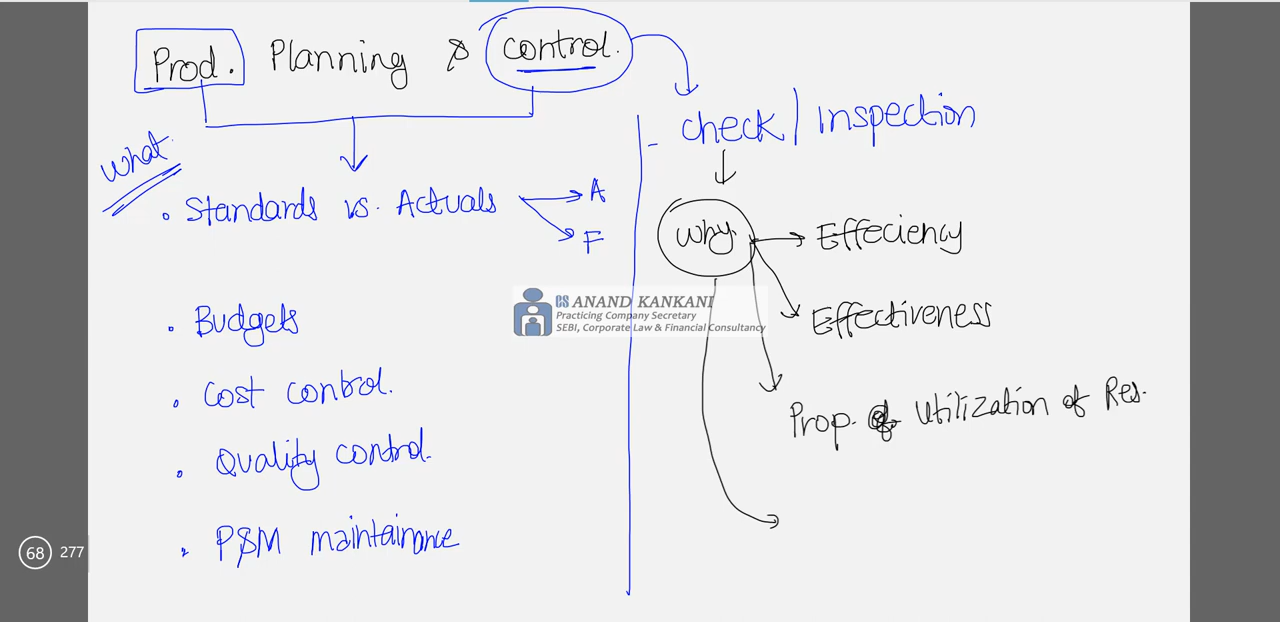 Prod. Planning & control.
check / Inspection
what.
. Standards vs. Actuals
A
F
why
Effeciency
Effectiveness
Prop. of utilization of Res.
. Budgets
. Cost control.
. Quality control.
. P&M maintainance
CS ANAND KANKANI
Practicing Company Secretary
SEBI, Corporate Law & Financial Consultancy
68 277